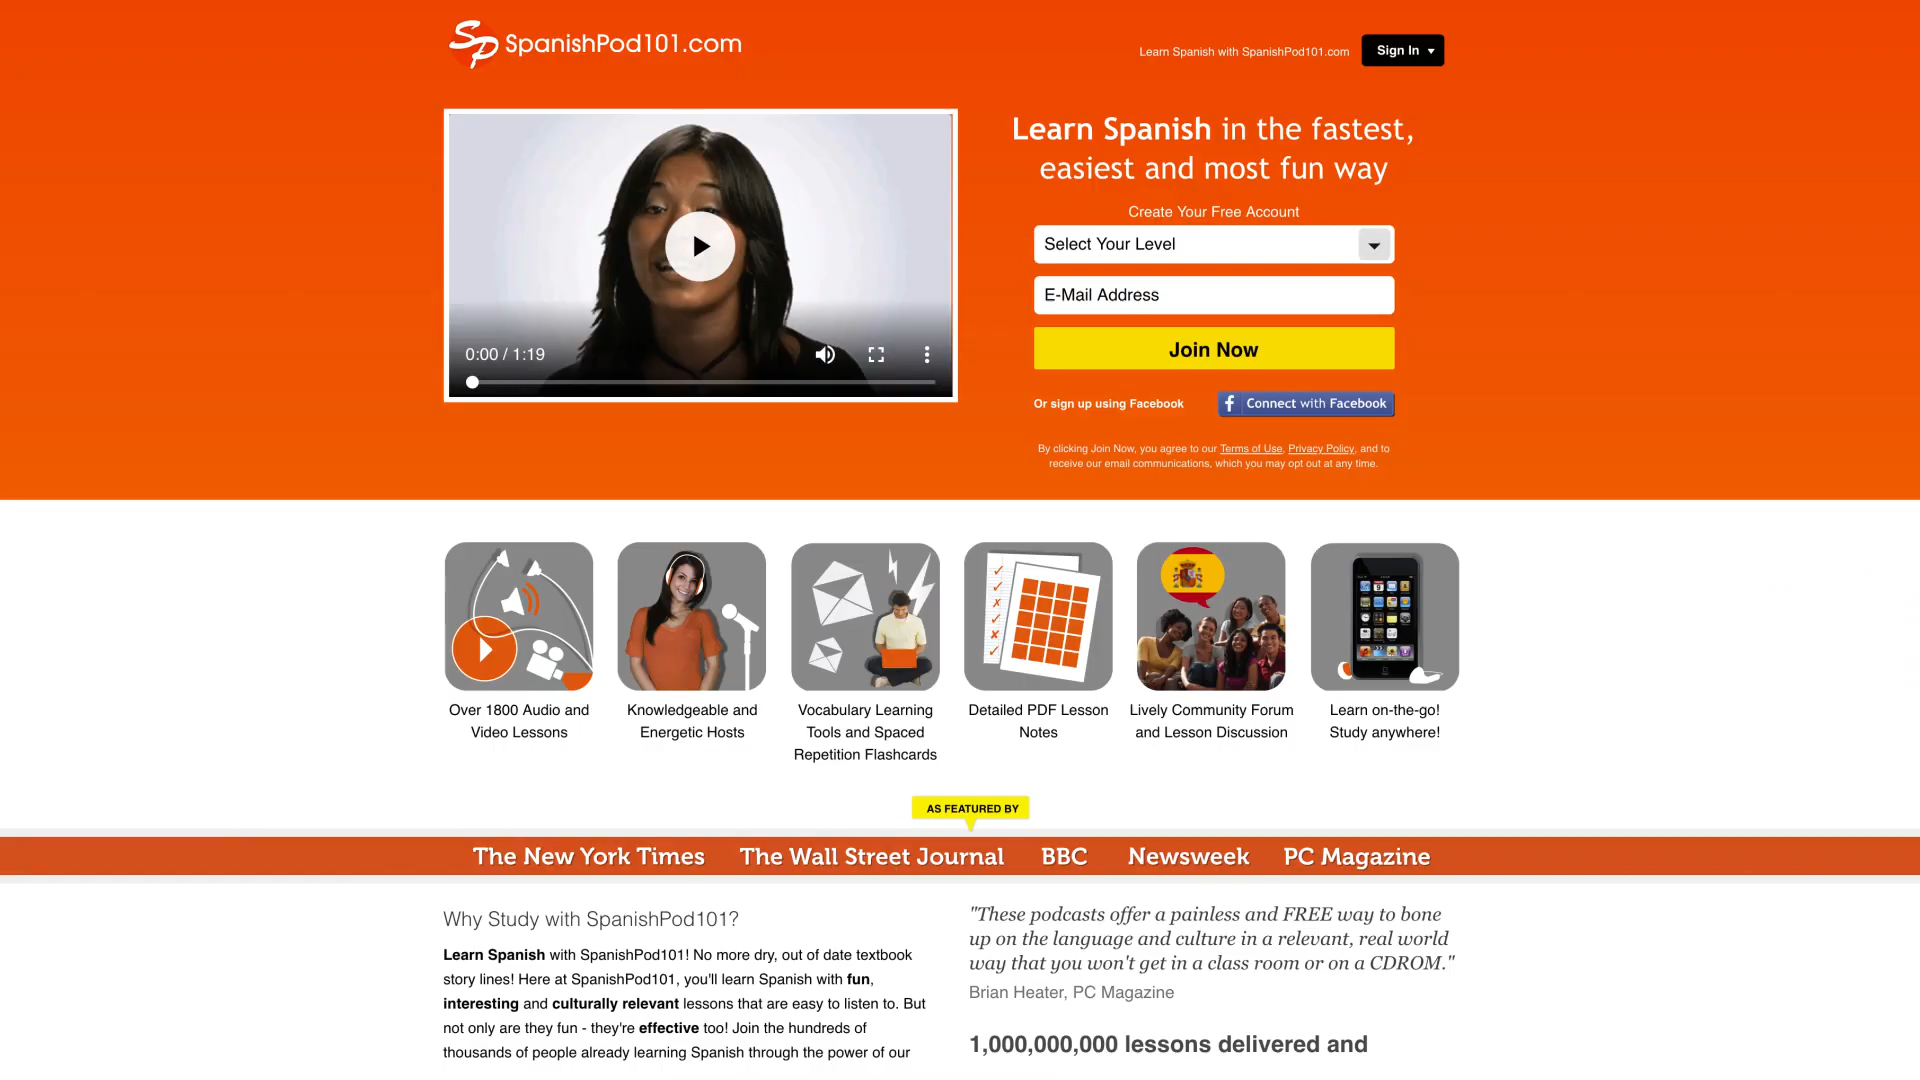 SpanishPod101.com
Learn Spanish with SpanishPod101.com
Sign In
Learn Spanish in the fastest,
easiest and most fun way
Create Your Free Account
Select Your Level
E-Mail Address
Join Now
Or sign up using Facebook
Connect with Facebook
By clicking Join Now, you agree to our Terms of Use, Privacy Policy, and to
receive our email communications, which you may opt out at any time.
0:00 / 1:19
Over 1800 Audio and
Video Lessons
Knowledgeable and
Energetic Hosts
Vocabulary Learning
Tools and Spaced
Repetition Flashcards
Detailed PDF Lesson
Notes
Lively Community Forum
and Lesson Discussion
Learn on-the-go!
Study anywhere!
AS FEATURED BY
The New York Times
The Wall Street Journal
BBC
Newsweek
PC Magazine
Why Study with SpanishPod101?
Learn Spanish with SpanishPod101! No more dry, out of date textbook
story lines! Here at SpanishPod101, you'll learn Spanish with fun,
interesting and culturally relevant lessons that are easy to listen to. But
not only are they fun - they're effective too! Join the hundreds of
thousands of people already learning Spanish through the power of our
"These podcasts offer a painless and FREE way to bone
up on the language and culture in a relevant, real world
way that you won't get in a class room or on a CDROM."
Brian Heater, PC Magazine
1,000,000,000 lessons delivered and